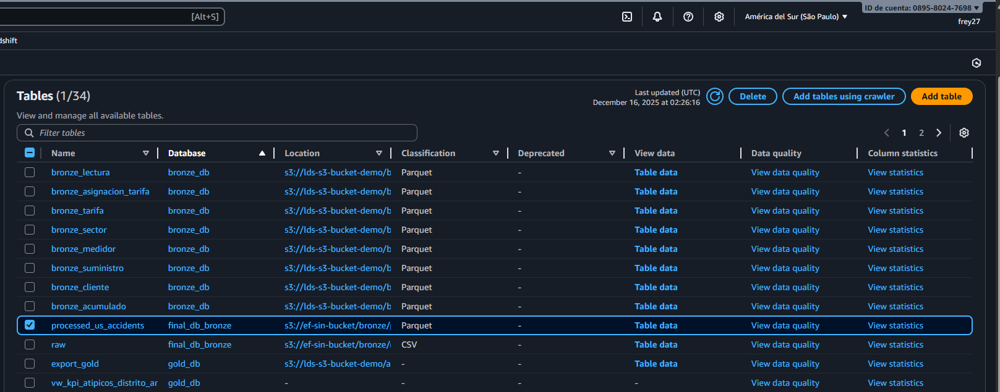 [Alt+S]
América del Sur (São Paulo)
ID de cuenta: 0895-8024-7698
frey27
dshift
Tables (1/34)
View and manage all available tables.
Last updated (UTC)
December 16, 2025 at 02:26:16
Delete
Add tables using crawler
Add table
Filter tables
1 2
Name Database Location Classification Deprecated View data Data quality Column statistics
bronze_lectura bronze_db s3://lds-s3-bucket-demo/b Parquet - Table data View data quality View statistics
bronze_asignacion_tarifa bronze_db s3://lds-s3-bucket-demo/b Parquet - Table data View data quality View statistics
bronze_tarifa bronze_db s3://lds-s3-bucket-demo/b Parquet - Table data View data quality View statistics
bronze_sector bronze_db s3://lds-s3-bucket-demo/b Parquet - Table data View data quality View statistics
bronze_medidor bronze_db s3://lds-s3-bucket-demo/b Parquet - Table data View data quality View statistics
bronze_suministro bronze_db s3://lds-s3-bucket-demo/b Parquet - Table data View data quality View statistics
bronze_cliente bronze_db s3://lds-s3-bucket-demo/b Parquet - Table data View data quality View statistics
bronze_acumulado bronze_db s3://lds-s3-bucket-demo/b Parquet - Table data View data quality View statistics
processed_us_accidents final_db_bronze s3://ef-sin-bucket/bronze/ Parquet - Table data View data quality View statistics
raw final_db_bronze s3://ef-sin-bucket/bronze/ CSV - Table data View data quality View statistics
export_gold gold_db s3://lds-s3-bucket-demo/a - - Table data View data quality View statistics
vw_kpi_atipicos_distrito_ar gold_db - - - - View data quality View statistics